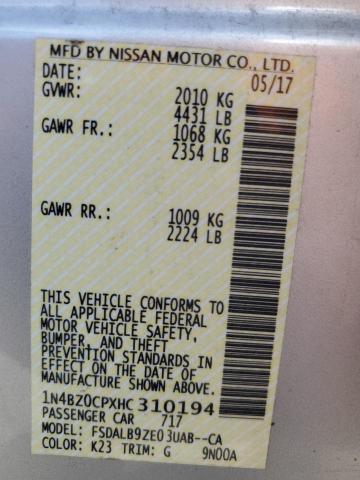 MFD BY NISSAN MOTOR CO., LTD.
DATE: 05/17
GVWR: 2010 KG
4431 LB
GAWR FR.: 1068 KG
2354 LB
GAWR RR.: 1009 KG
2224 LB
THIS VEHICLE CONFORMS TO
ALL APPLICABLE FEDERAL
MOTOR VEHICLE SAFETY,
BUMPER, AND THEFT
PREVENTION STANDARDS IN
EFFECT ON THE DATE OF
MANUFACTURE SHOWN ABOVE.
1N4BZ0CPXHC310194
PASSENGER CAR 717
MODEL: FSDALB9ZE03UAB--CA
COLOR: K23 TRIM: G 9N00A